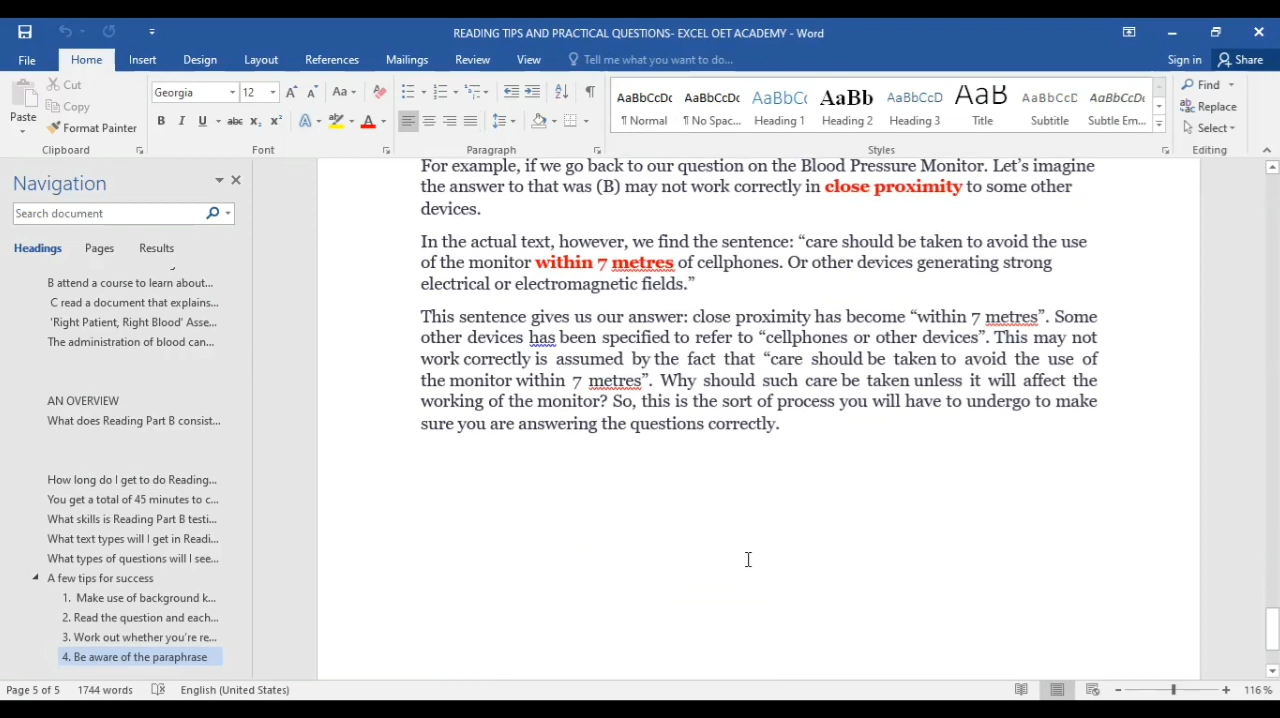 READING TIPS AND PRACTICAL QUESTIONS- EXCEL OET ACADEMY - Word
File Home Insert Design Layout References Mailings Review View Tell me what you want to do... Sign in Share
Paste
Cut
Copy
Format Painter
Clipboard
Georgia 12
Font
Paragraph
AaBbCcDc AaBbCcDc AaBbCc AaBb AaBbCcD AaB AaBbCcD AaBbCcDc
¶ Normal ¶ No Spac... Heading 1 Heading 2 Heading 3 Title Subtitle Subtle Em...
Styles
Find
Replace
Select
Editing
Navigation
Search document
Headings Pages Results
B attend a course to learn about...
C read a document that explains...
'Right Patient, Right Blood' Asse...
The administration of blood can...
AN OVERVIEW
What does Reading Part B consist...
How long do I get to do Reading...
You get a total of 45 minutes to c...
What skills is Reading Part B testi...
What text types will I get in Readi...
What types of questions will I see...
A few tips for success
1. Make use of background k...
2. Read the question and each...
3. Work out whether you're re...
4. Be aware of the paraphrase
For example, if we go back to our question on the Blood Pressure Monitor. Let’s imagine
the answer to that was (B) may not work correctly in close proximity to some other
devices.
In the actual text, however, we find the sentence: “care should be taken to avoid the use
of the monitor within 7 metres of cellphones. Or other devices generating strong
electrical or electromagnetic fields.”
This sentence gives us our answer: close proximity has become “within 7 metres”. Some
other devices has been specified to refer to “cellphones or other devices”. This may not
work correctly is assumed by the fact that “care should be taken to avoid the use of
the monitor within 7 metres”. Why should such care be taken unless it will affect the
working of the monitor? So, this is the sort of process you will have to undergo to make
sure you are answering the questions correctly.
Page 5 of 5 1744 words English (United States) 116 %